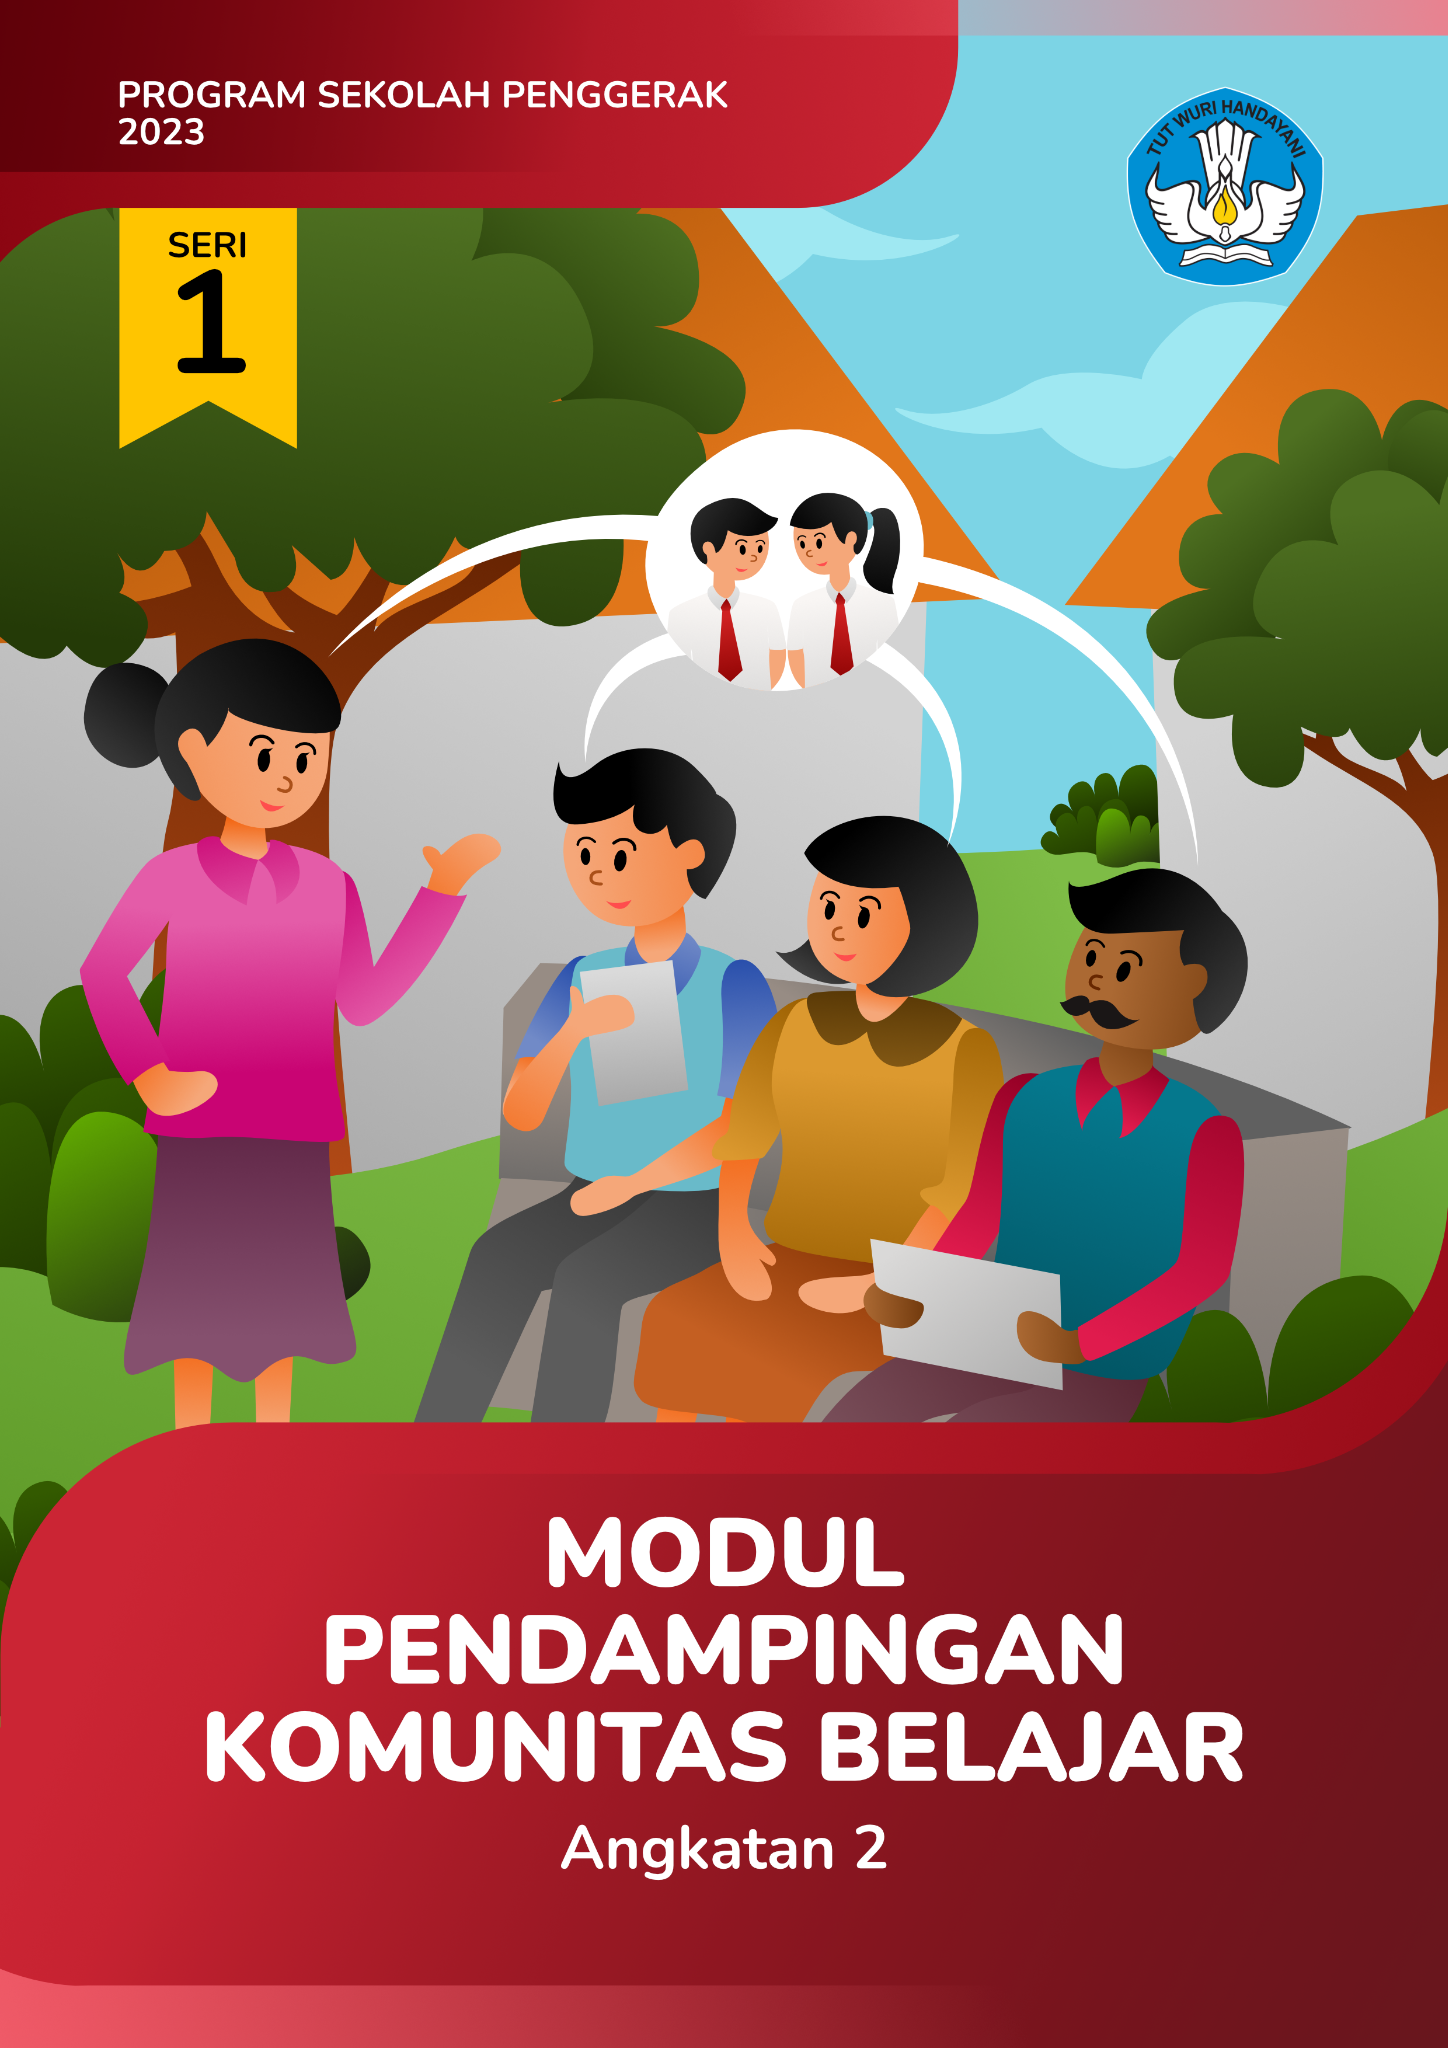 PROGRAM SEKOLAH PENGGERAK
2023
TUT WURI HANDAYANI
SERI
1
MODUL
PENDAMPINGAN
KOMUNITAS BELAJAR
Angkatan 2